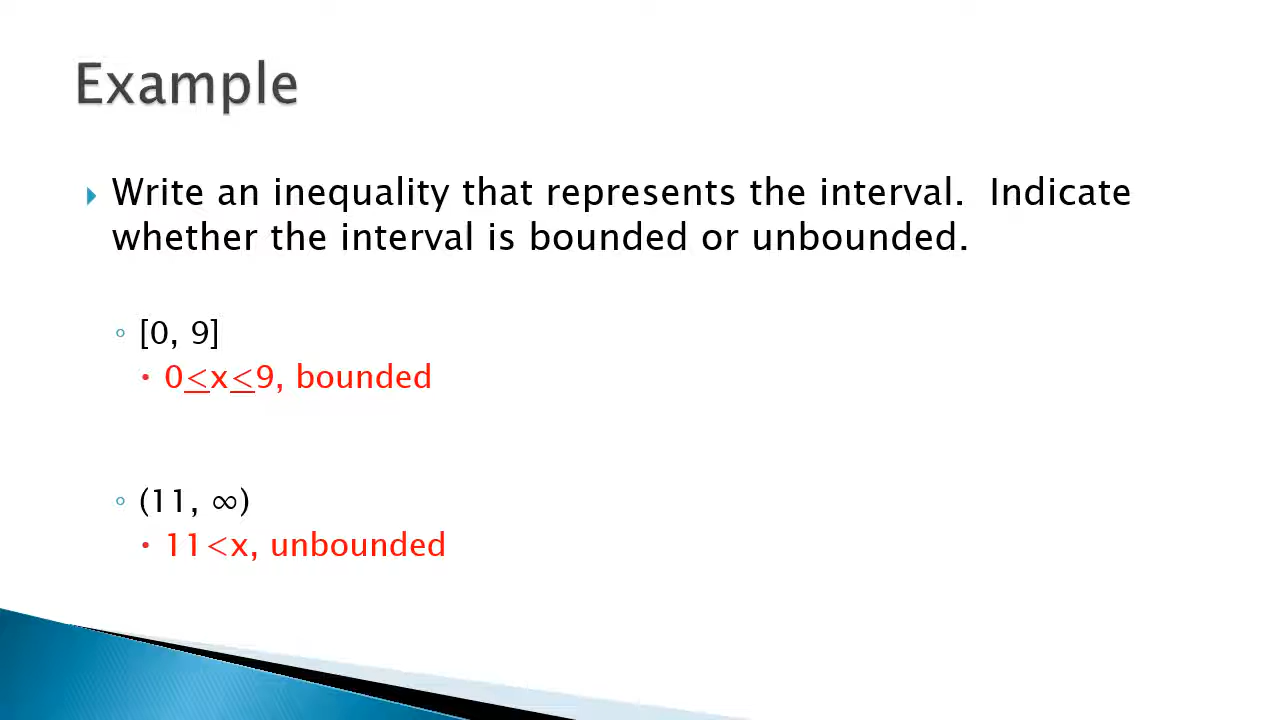 Example
Write an inequality that represents the interval.  Indicate
whether the interval is bounded or unbounded.
[0, 9]
0≤x≤9, bounded
(11, ∞)
11<x, unbounded